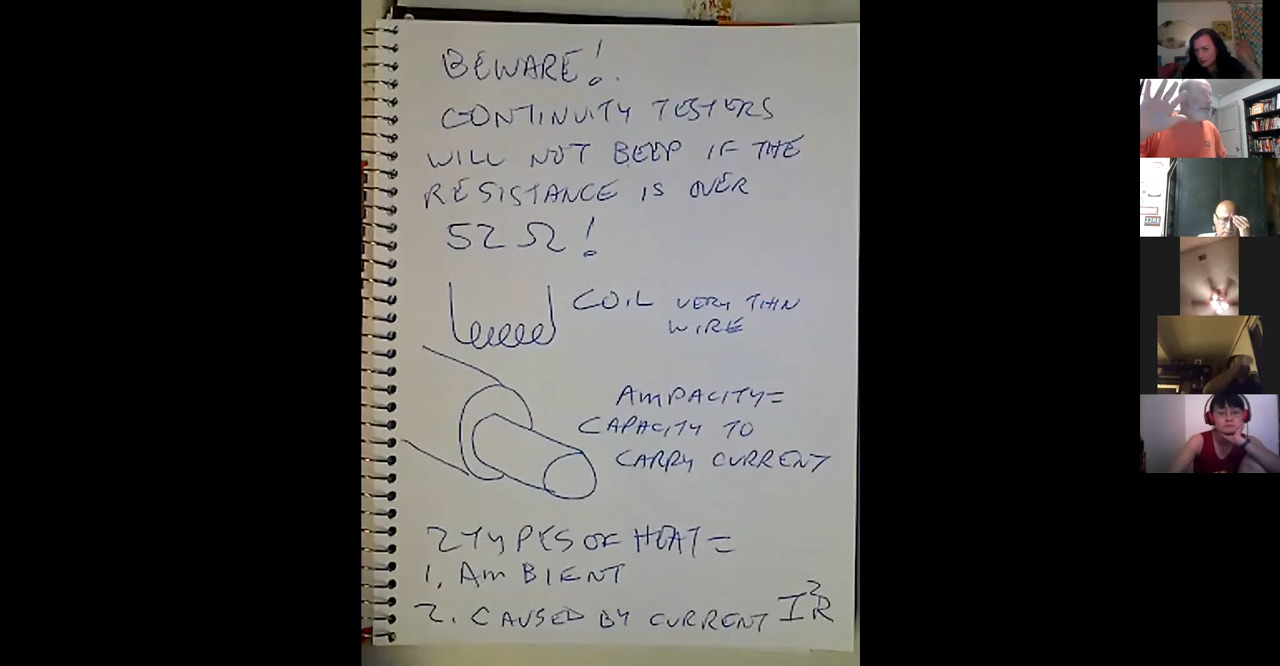 BEWARE!
CONTINUITY TESTERS
WILL NOT BEEP IF THE
RESISTANCE IS OVER
52 Ω!
COIL VERY THIN
WIRE
AMPACITY=
CAPACITY TO
CARRY CURRENT
2 TYPES OF HEAT=
1. AMBIENT
2. CAUSED BY CURRENT I²R